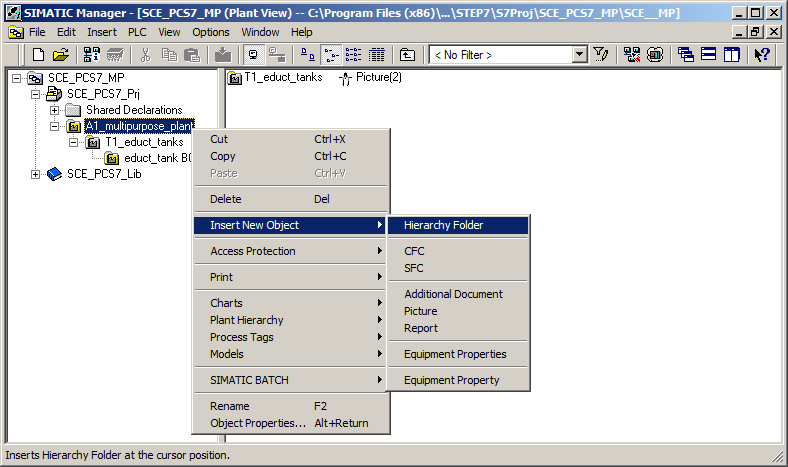 SIMATIC Manager - [SCE_PCS7_MP (Plant View) -- C:\Program Files (x86)\...\STEP7\S7Proj\SCE_PCS7_MP\SCE__MP]
File Edit Insert PLC View Options Window Help
< No Filter >
SCE_PCS7_MP
SCE_PCS7_Prj
Shared Declarations
A1_multipurpose_plant
T1_educt_tanks
educt_tank
SCE_PCS7_Lib
T1_educt_tanks Picture(2)
Cut Ctrl+X
Copy Ctrl+C
Paste Ctrl+V
Delete Del
Insert New Object
Access Protection
Print
Charts
Plant Hierarchy
Process Tags
Models
SIMATIC BATCH
Rename F2
Object Properties... Alt+Return
Hierarchy Folder
CFC
SFC
Additional Document
Picture
Report
Equipment Properties
Equipment Property
Inserts Hierarchy Folder at the cursor position.